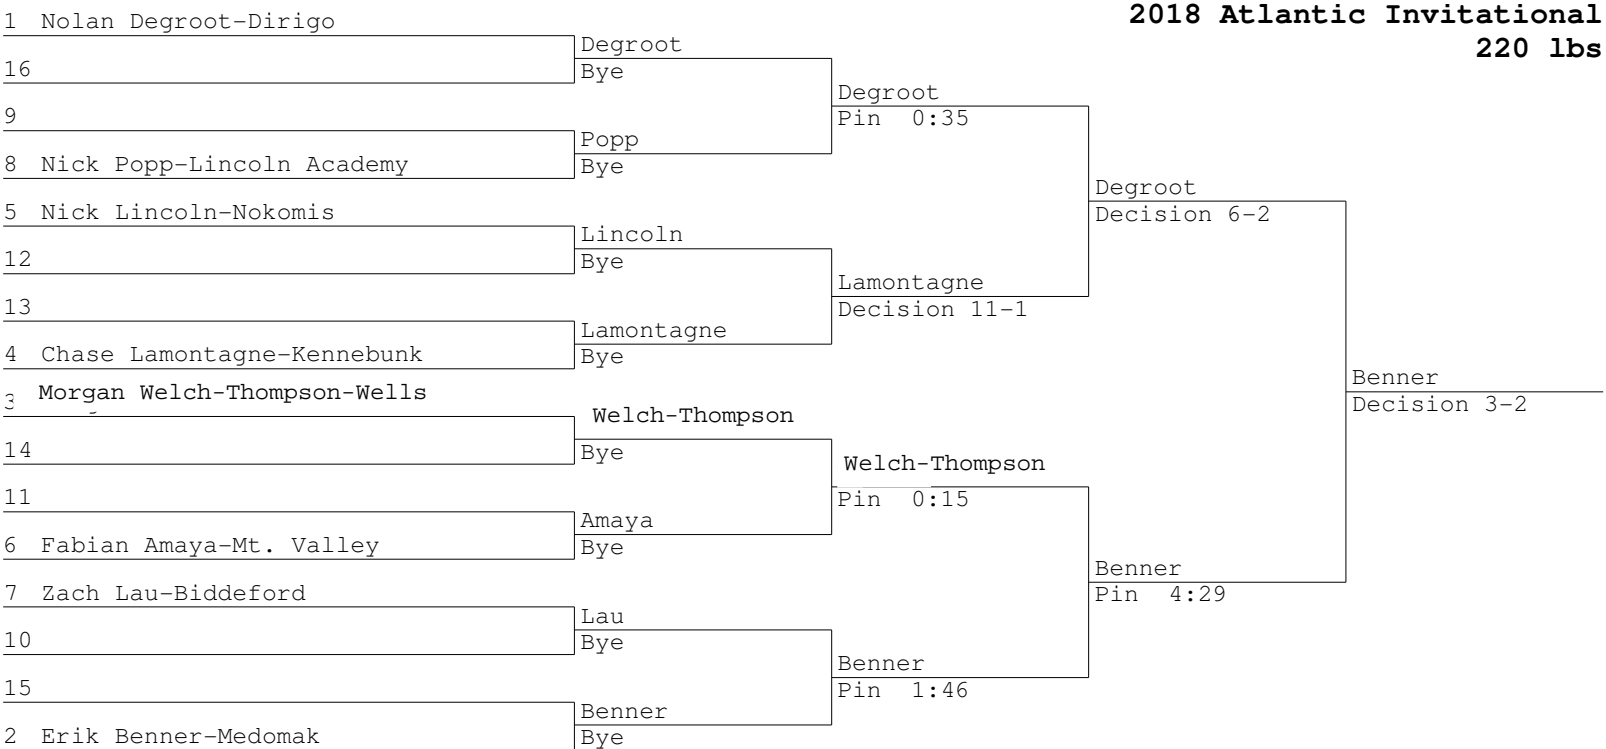 2018 Atlantic Invitational
220 lbs
1 Nolan Degroot-Dirigo
16
9
8 Nick Popp-Lincoln Academy
5 Nick Lincoln-Nokomis
12
13
4 Chase Lamontagne-Kennebunk
3 Morgan Welch-Thompson-Wells
14
11
6 Fabian Amaya-Mt. Valley
7 Zach Lau-Biddeford
10
15
2 Erik Benner-Medomak
Degroot
Bye
Popp
Bye
Lincoln
Bye
Lamontagne
Bye
Welch-Thompson
Bye
Amaya
Bye
Lau
Bye
Benner
Bye
Degroot
Pin 0:35
Lamontagne
Decision 11-1
Welch-Thompson
Pin 0:15
Benner
Pin 1:46
Degroot
Decision 6-2
Benner
Pin 4:29
Benner
Decision 3-2